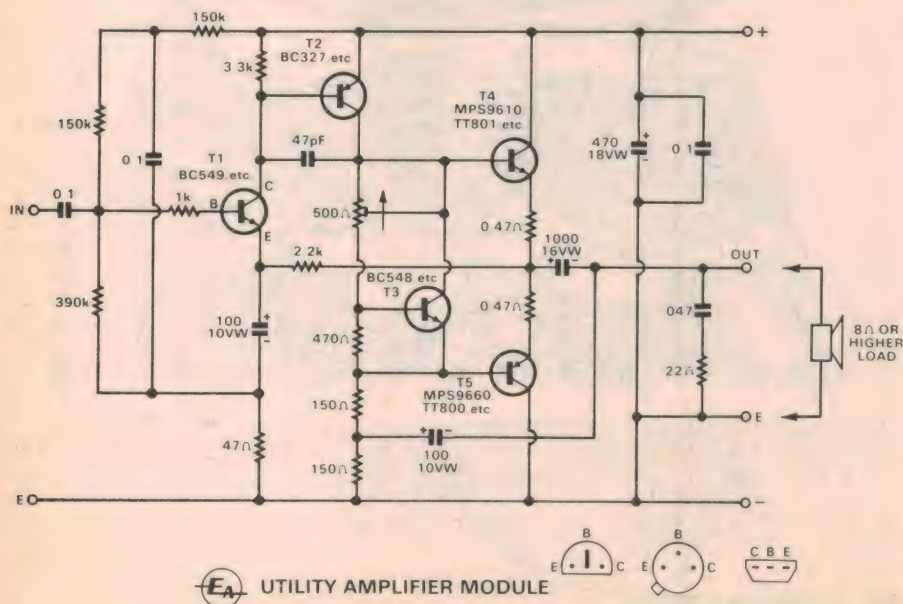 150k
T2
BC327.etc
3 3k
T4
MPS9610
TT801.etc
150k
0 1
47pF
T1
BC549.etc
C
B
E
IN
0 1
1k
500Ω
0 47Ω
470
18VW
+
-
0 1
+
1000
16VW
+ -
OUT
2.2k
BC548.etc
T3
0 47Ω
390k
100
10VW
+
-
470Ω
047
8Ω OR
HIGHER
LOAD
T5
MPS9660
TT800.etc
22Ω
150Ω
E
47Ω
+ -
100
10VW
150Ω
E
-
B
E C
B
E C
C B E
EA UTILITY AMPLIFIER MODULE